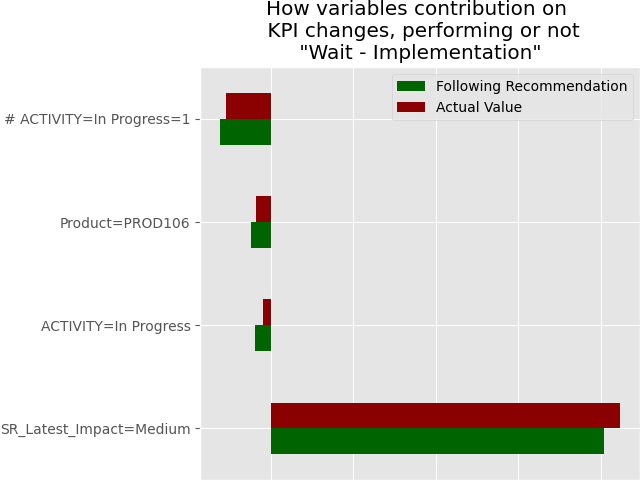 How variables contribution on
KPI changes, performing or not
"Wait - Implementation"
Following Recommendation
Actual Value
# ACTIVITY=In Progress=1
Product=PROD106
ACTIVITY=In Progress
SR_Latest_Impact=Medium